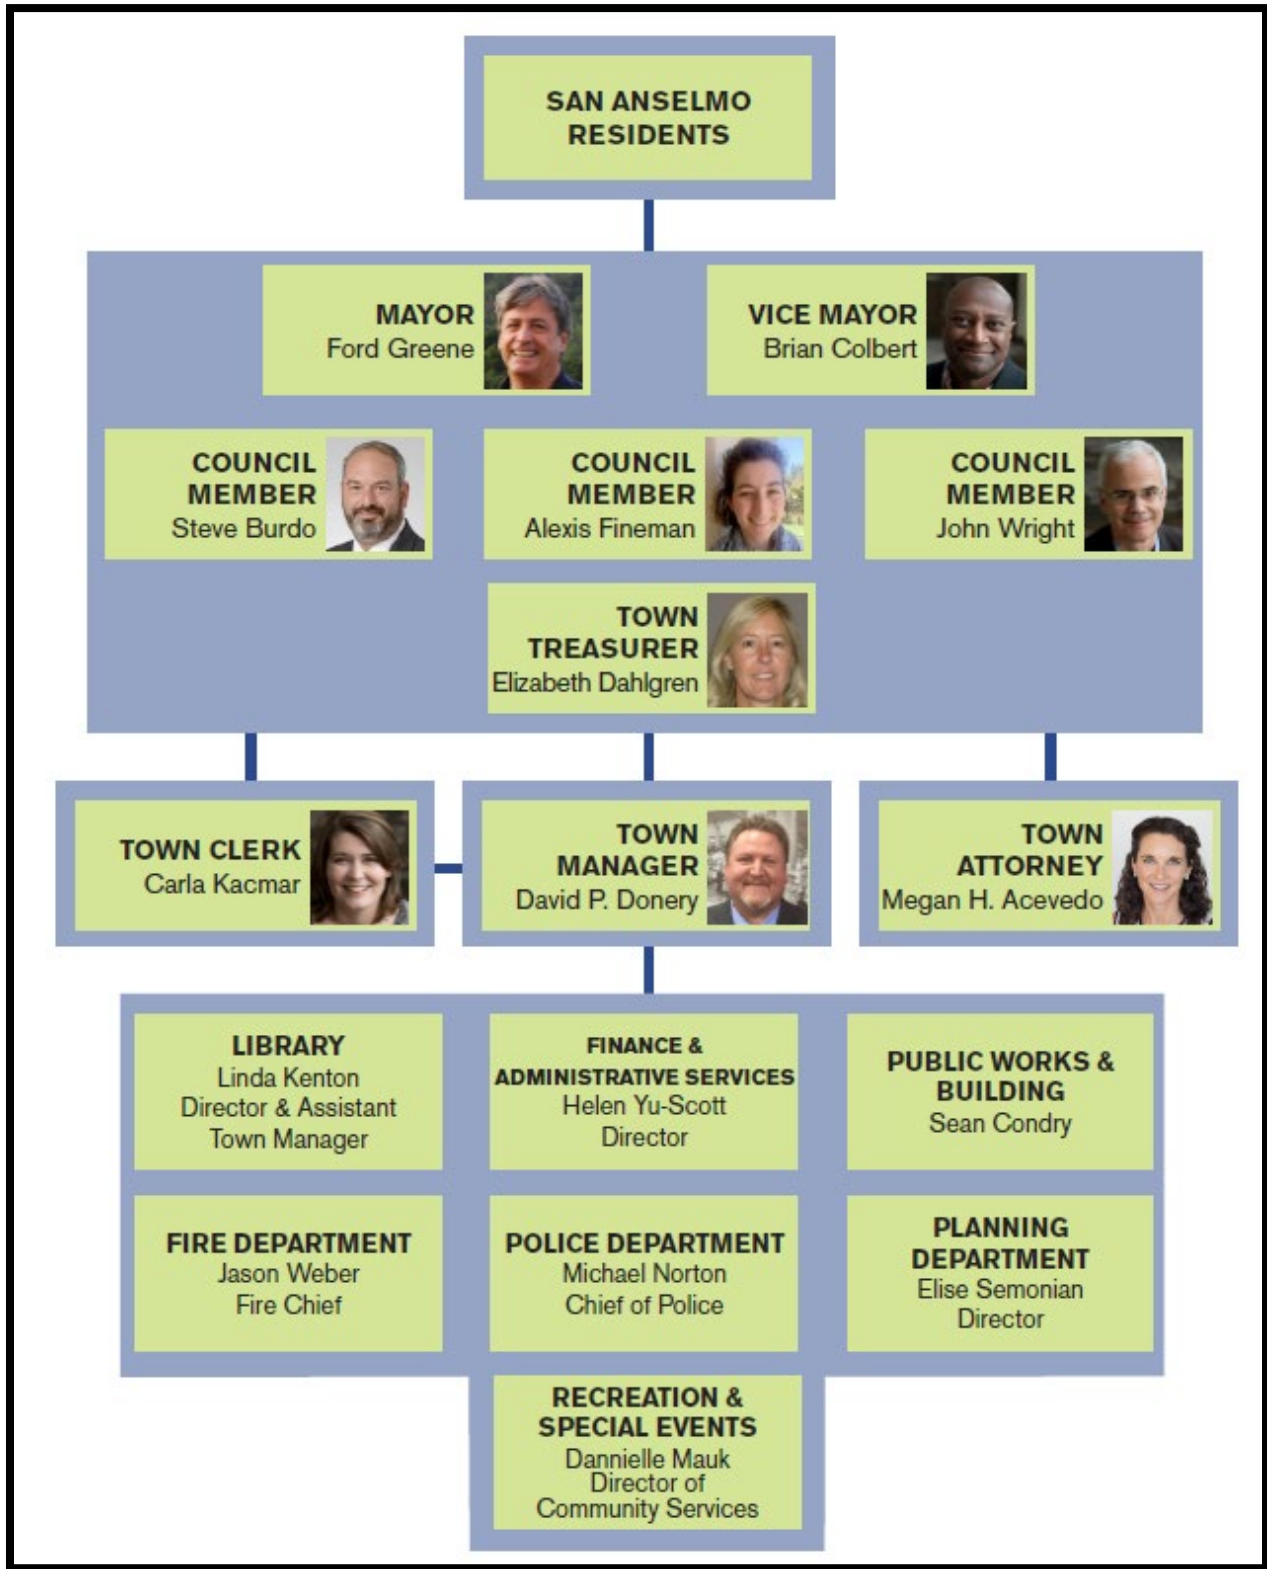 SAN ANSELMO
RESIDENTS
MAYOR
Ford Greene
VICE MAYOR
Brian Colbert
COUNCIL
MEMBER
Steve Burdo
COUNCIL
MEMBER
Alexis Fineman
COUNCIL
MEMBER
John Wright
TOWN
TREASURER
Elizabeth Dahlgren
TOWN CLERK
Carla Kacmar
TOWN
MANAGER
David P. Donery
TOWN
ATTORNEY
Megan H. Acevedo
LIBRARY
Linda Kenton
Director & Assistant
Town Manager
FINANCE &
ADMINISTRATIVE SERVICES
Helen Yu-Scott
Director
PUBLIC WORKS &
BUILDING
Sean Condry
FIRE DEPARTMENT
Jason Weber
Fire Chief
POLICE DEPARTMENT
Michael Norton
Chief of Police
PLANNING
DEPARTMENT
Elise Semonian
Director
RECREATION &
SPECIAL EVENTS
Dannielle Mauk
Director of
Community Services